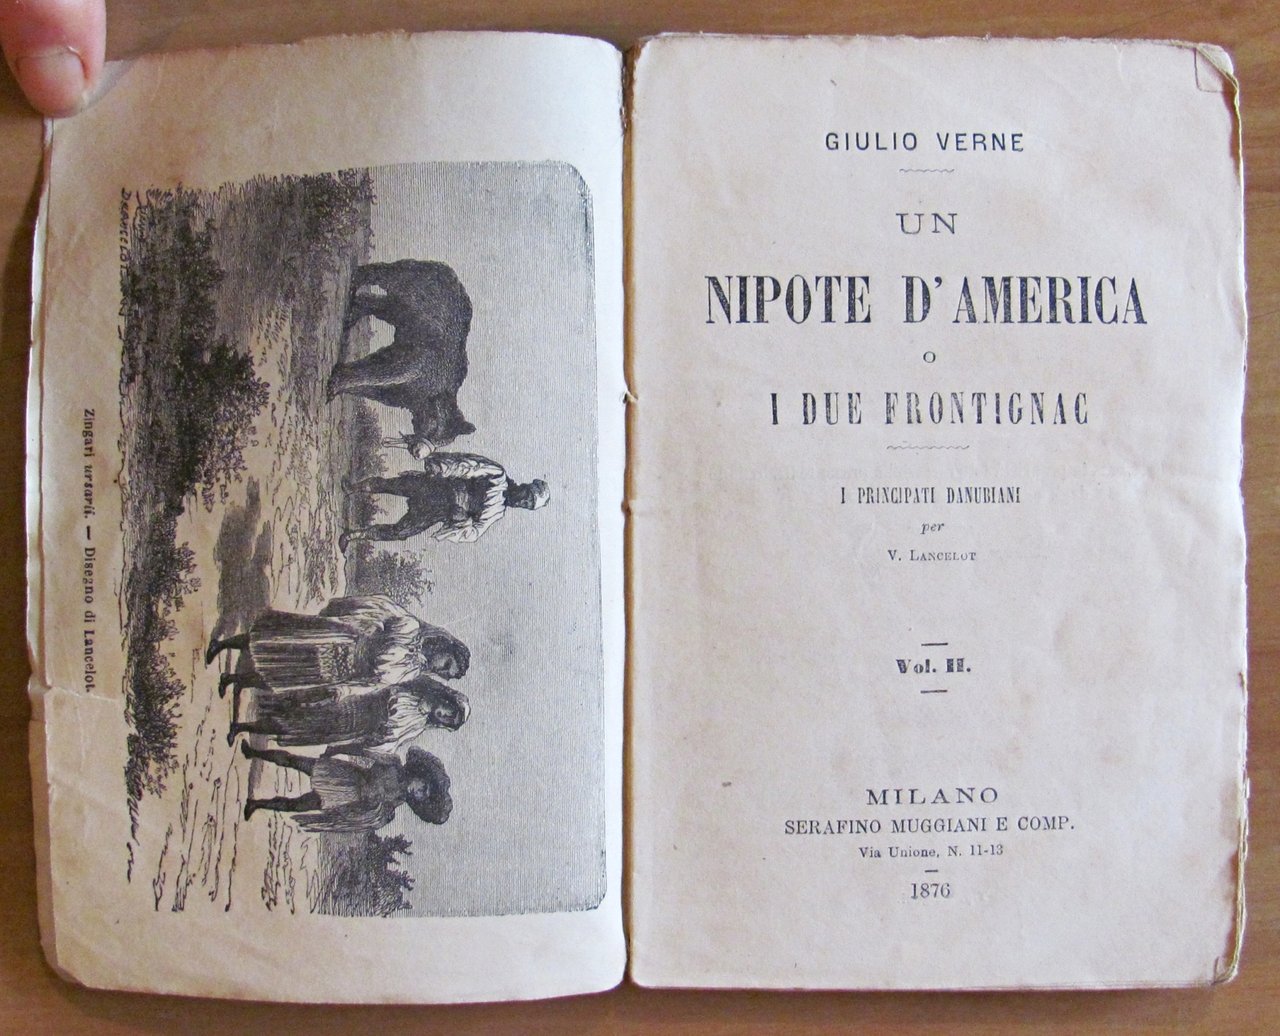 Zingari ursarii. — Disegno di Lancelot.
GIULIO VERNE
UN
NIPOTE D'AMERICA
O
I DUE FRONTIGNAC
I PRINCIPATI DANUBIANI
per
V. LANCELOT
Vol. II.
MILANO
SERAFINO MUGGIANI E COMP.
Via Unione, N. 11-13
1876